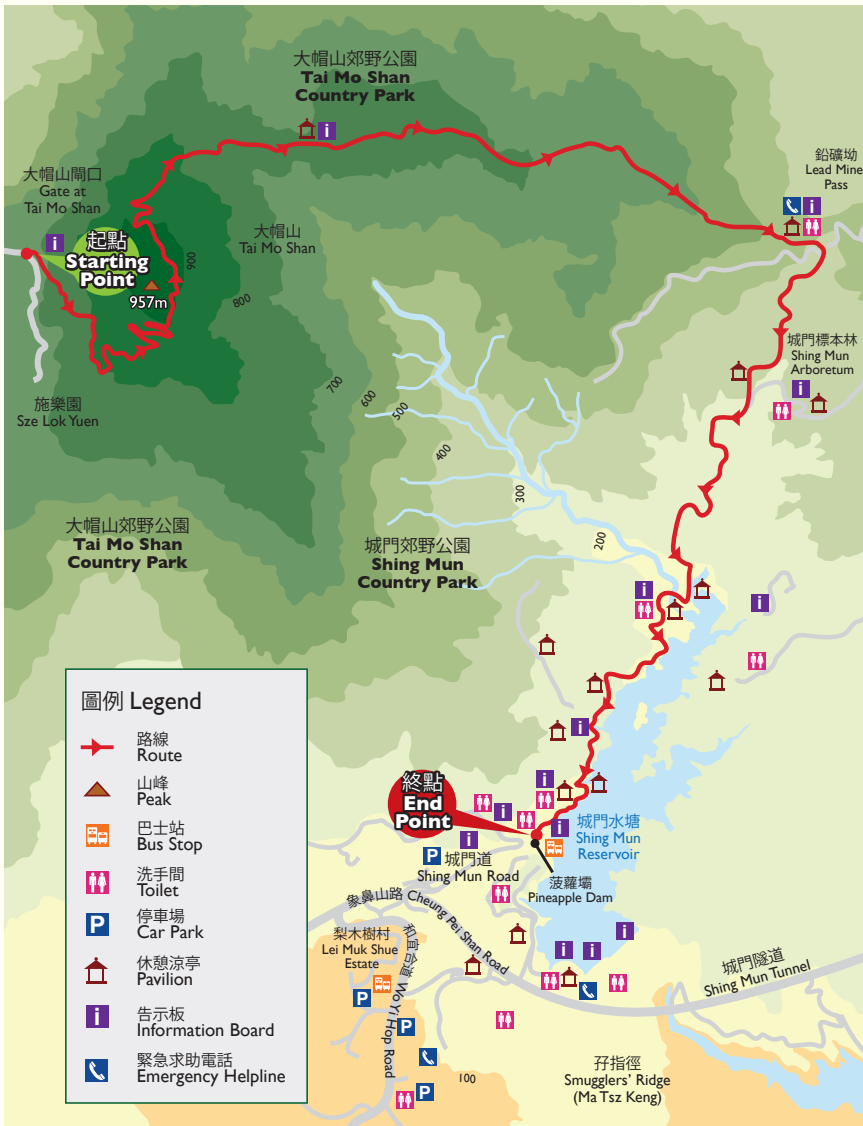 大帽山郊野公園
Tai Mo Shan
Country Park
鉛礦坳
Lead Mine
Pass
大帽山閘口
Gate at
Tai Mo Shan
起點
Starting
Point
957m
大帽山
Tai Mo Shan
900
800
700
600
500
400
300
200
城門標本林
Shing Mun
Arboretum
施樂園
Sze Lok Yuen
大帽山郊野公園
Tai Mo Shan
Country Park
城門郊野公園
Shing Mun
Country Park
圖例 Legend
路線
Route
山峰
Peak
巴士站
Bus Stop
洗手間
Toilet
停車場
Car Park
休憩涼亭
Pavilion
告示板
Information Board
緊急求助電話
Emergency Helpline
終點
End
Point
城門水塘
Shing Mun
Reservoir
城門道
Shing Mun Road
菠蘿壩
Pineapple Dam
象鼻山路 Cheung Pei Shan Road
梨木樹村
Lei Muk Shue
Estate
和宜合道 Wo Yi Hop Road
城門隧道
Shing Mun Tunnel
100
孖指徑
Smugglers' Ridge
(Ma Tsz Keng)